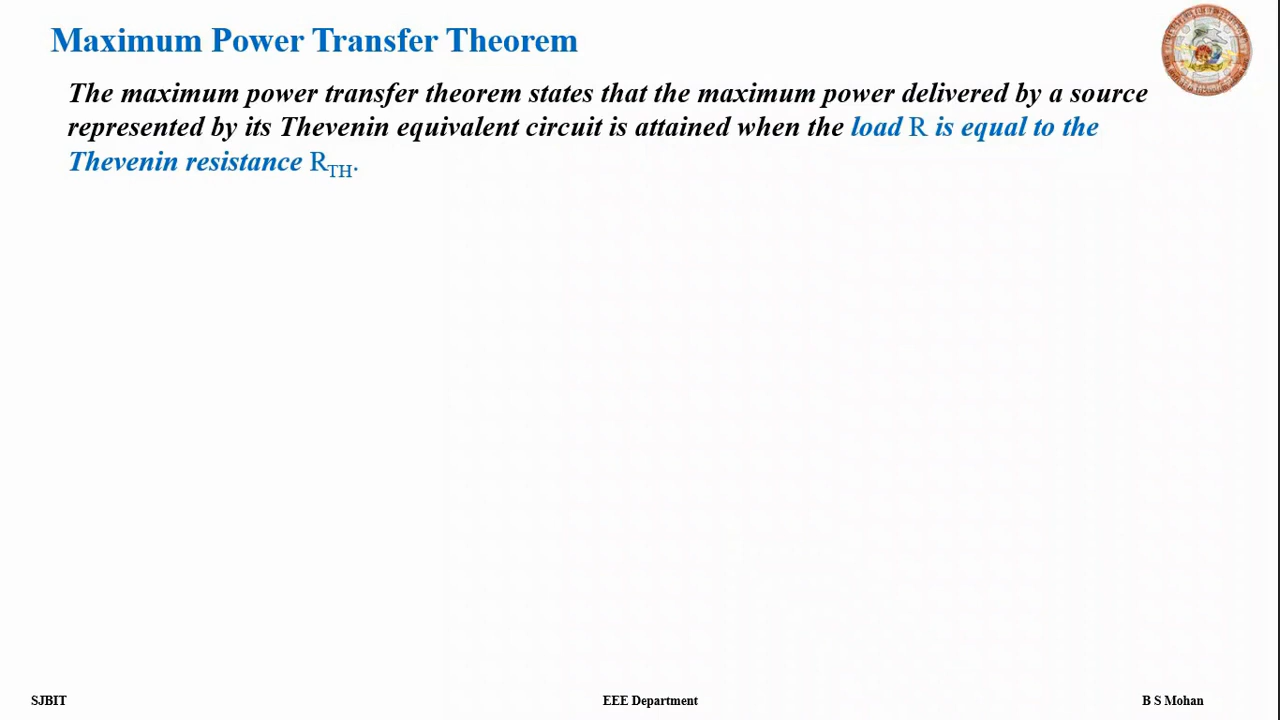 Maximum Power Transfer Theorem
The maximum power transfer theorem states that the maximum power delivered by a source
represented by its Thevenin equivalent circuit is attained when the load R is equal to the
Thevenin resistance R_TH.
SJBIT
EEE Department
B S Mohan